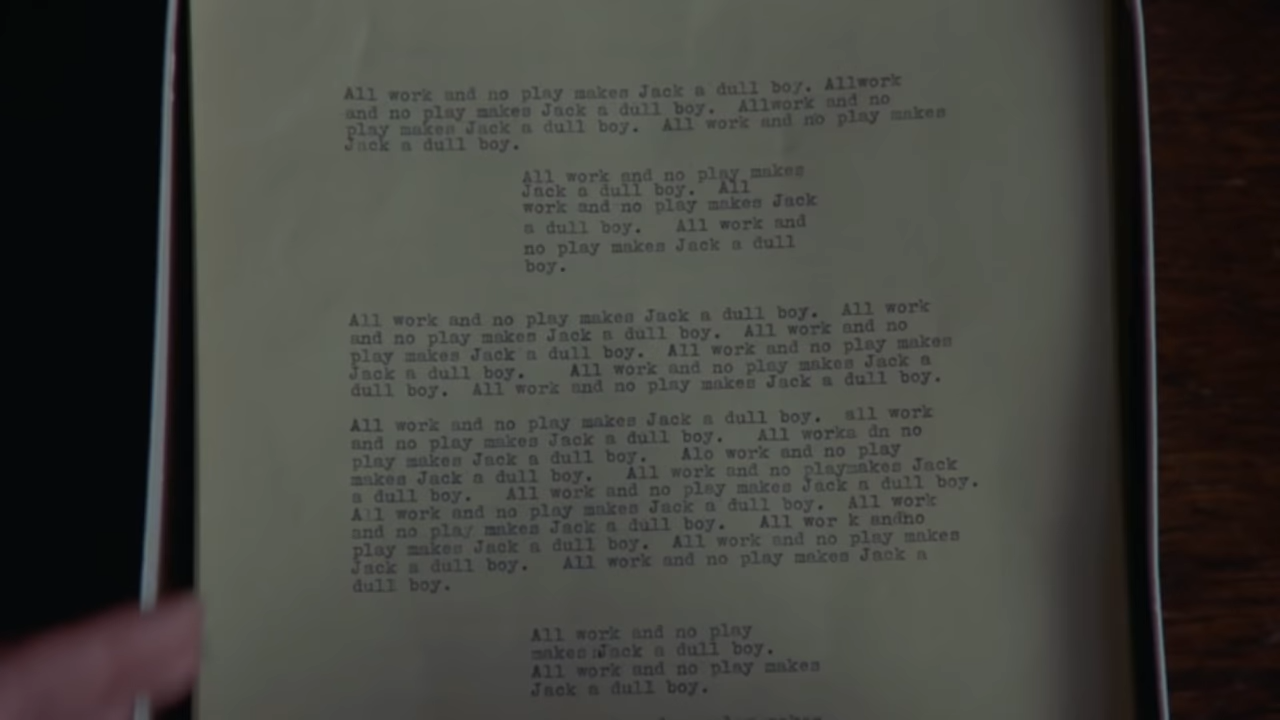 All work and no play makes Jack a dull boy. Allwork
and no play makes Jack a dull boy. Allwork and no
play makes Jack a dull boy. All work and no play makes
Jack a dull boy.
All work and no play makes
Jack a dull boy. All
work and no play makes Jack
a dull boy. All work and
no play makes Jack a dull
boy.
All work and no play makes Jack a dull boy. All work
and no play makes Jack a dull boy. All work and no
play makes Jack a dull boy. All work and no play makes
Jack a dull boy. All work and no play makes Jack a
dull boy. All work and no play makes Jack a dull boy.
All work and no play makes Jack a dull boy. all work
and no play makes Jack a dull boy. All worka dn no
play makes Jack a dull boy. Alo work and no play
makes Jack a dull boy. All work and no playmakes Jack
a dull boy. All work and no play makes Jack a dull boy.
All work and no play makes Jack a dull boy. All work
and no play makes Jack a dull boy. All wor k andno
play makes Jack a dull boy. All work and no play makes
Jack a dull boy. All work and no play makes Jack a
dull boy.
All work and no play
makes Jack a dull boy.
All work and no play makes
Jack a dull boy.